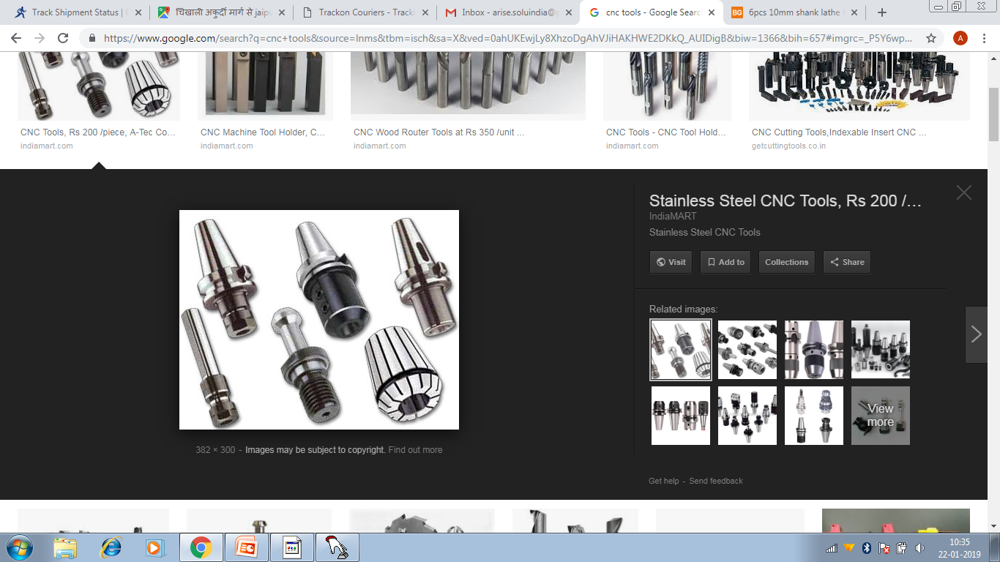 Track Shipment Status | 
चिखाली अकुर्दी मार्ग से जाइ
Trackon Couriers - Tracki
Inbox - arise.soluindia@g
cnc tools - Google Searc
BG 6pcs 10mm shank lathe t
https://www.google.com/search?q=cnc+tools&source=lnms&tbm=isch&sa=X&ved=0ahUKEwjLy8XhzoDgAhVJiHAKHWE2DKkQ_AUIDigB&biw=1366&bih=657#imgrc=_P5Y6wp...
A
CNC Tools, Rs 200 /piece, A-Tec Co...
indiamart.com
CNC Machine Tool Holder, C...
indiamart.com
CNC Wood Router Tools at Rs 350 /unit ...
indiamart.com
CNC Tools - CNC Tool Hold...
indiamart.com
CNC Cutting Tools,Indexable Insert CNC ...
getcuttingtools.co.in
Stainless Steel CNC Tools, Rs 200 /...
IndiaMART
Stainless Steel CNC Tools
Visit
Add to
Collections
Share
Related images:
View
more
382 × 300 - Images may be subject to copyright. Find out more
Get help - Send feedback
10:35
22-01-2019